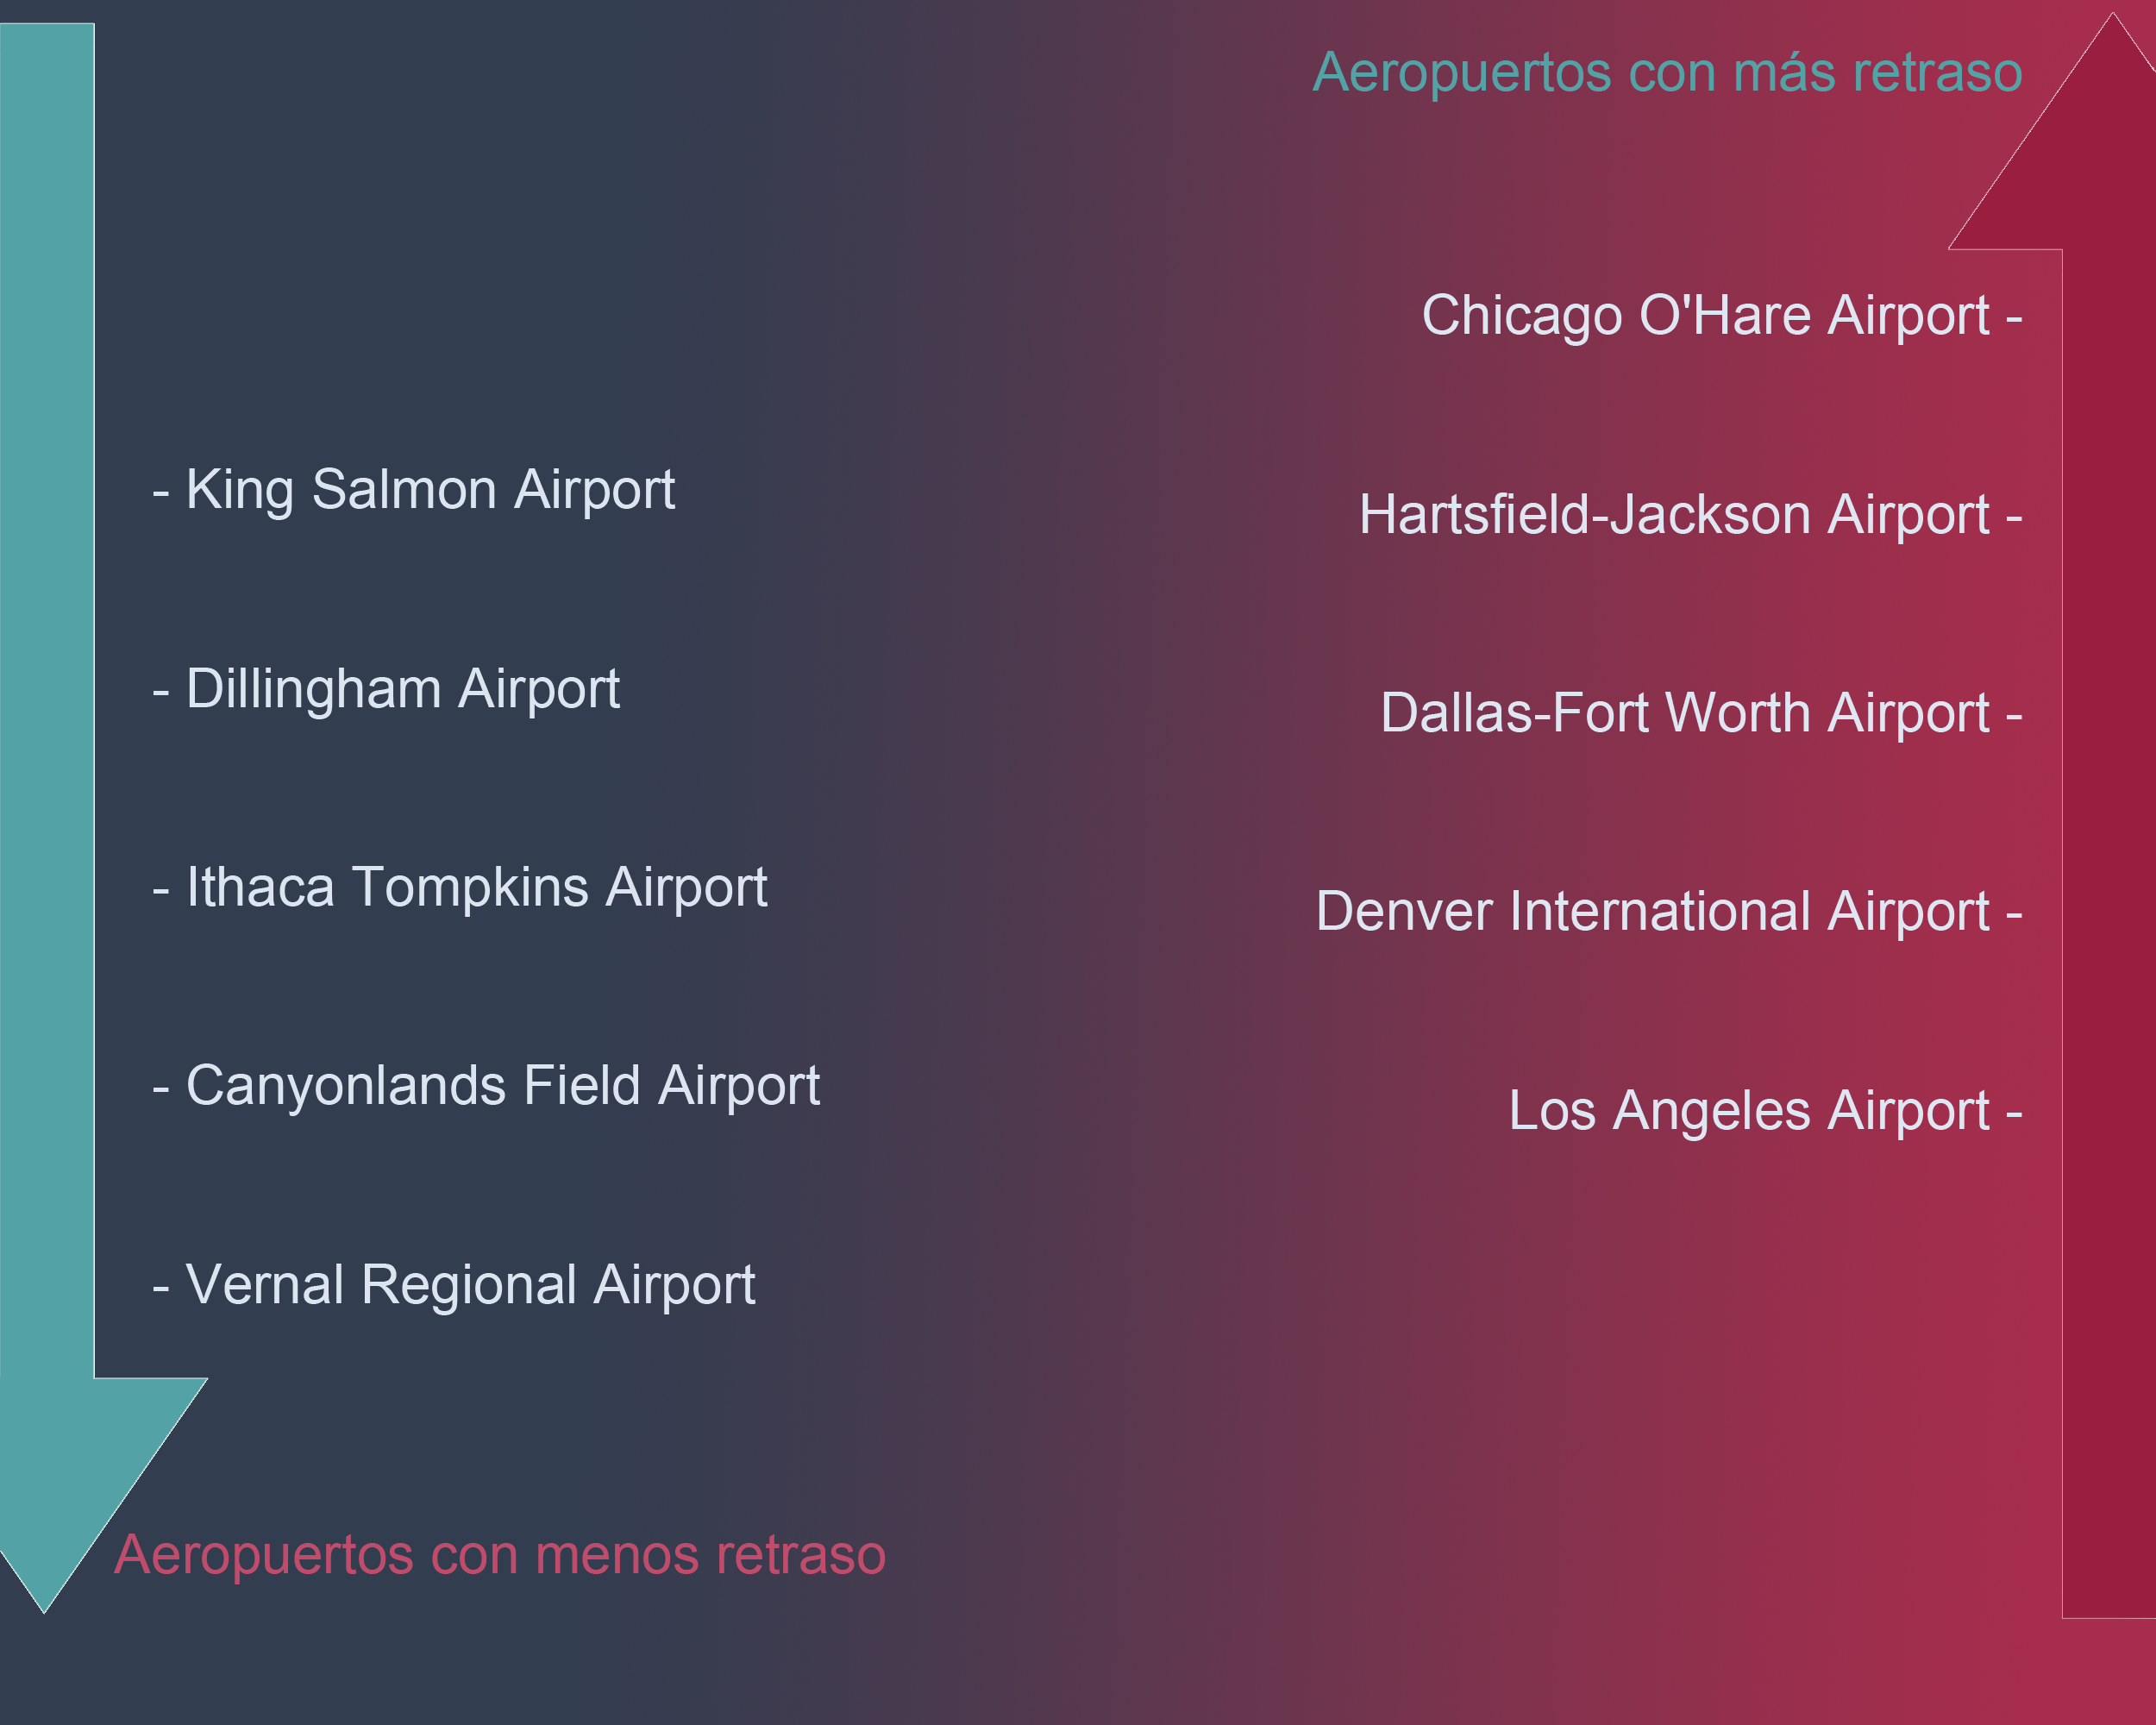 Aeropuertos con más retraso
Chicago O'Hare Airport -
Hartsfield-Jackson Airport -
Dallas-Fort Worth Airport -
Denver International Airport -
Los Angeles Airport -
- King Salmon Airport
- Dillingham Airport
- Ithaca Tompkins Airport
- Canyonlands Field Airport
- Vernal Regional Airport
Aeropuertos con menos retraso